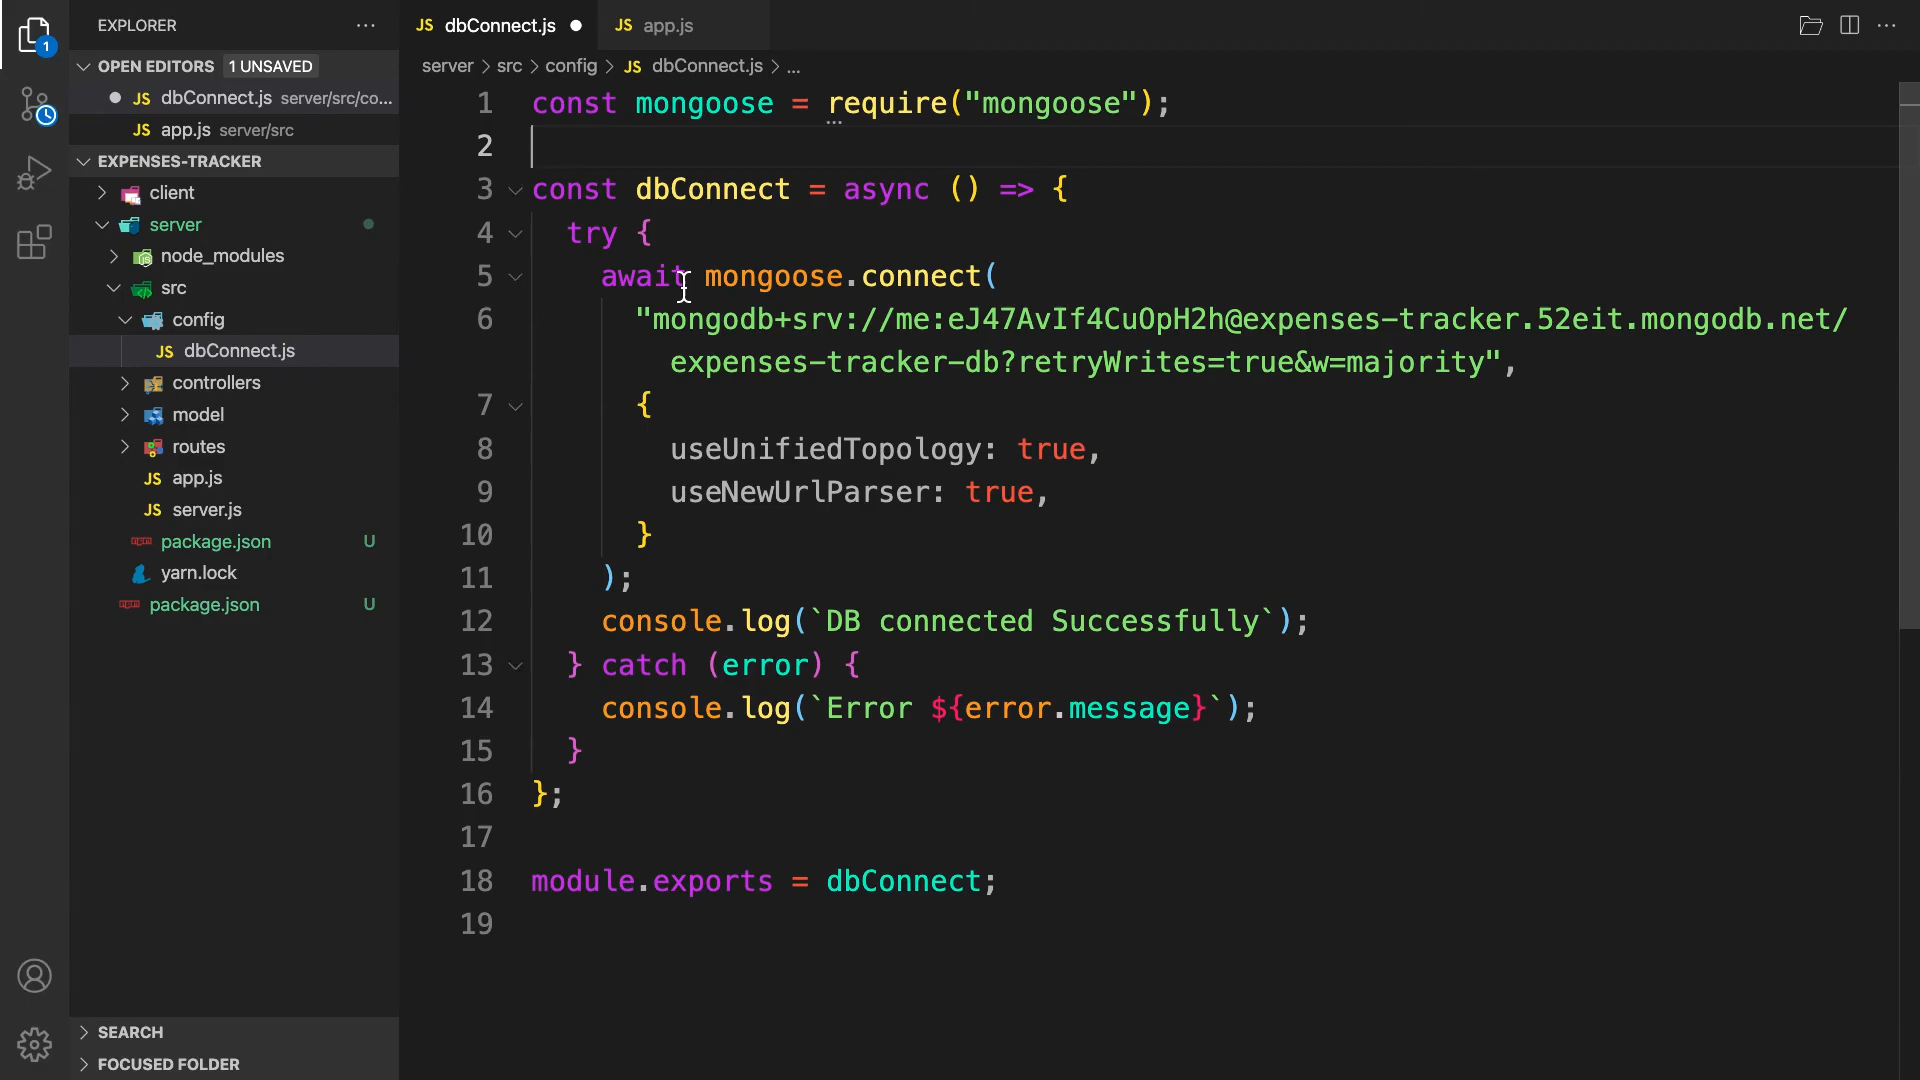 EXPLORER
OPEN EDITORS 1 UNSAVED
JS dbConnect.js server/src/co...
JS app.js server/src
EXPENSES-TRACKER
client
server
node_modules
src
config
JS dbConnect.js
controllers
model
routes
JS app.js
JS server.js
package.json U
yarn.lock
package.json U
SEARCH
FOCUSED FOLDER
1
JS dbConnect.js
JS app.js
server > src > config > JS dbConnect.js > ...
1 const mongoose = require("mongoose");
2
3 const dbConnect = async () => {
4 try {
5 await mongoose.connect(
6 "mongodb+srv://me:eJ47AvIf4CuOpH2h@expenses-tracker.52eit.mongodb.net/
expenses-tracker-db?retryWrites=true&w=majority",
7 {
8 useUnifiedTopology: true,
9 useNewUrlParser: true,
10 }
11 );
12 console.log(`DB connected Successfully`);
13 } catch (error) {
14 console.log(`Error ${error.message}`);
15 }
16 };
17
18 module.exports = dbConnect;
19